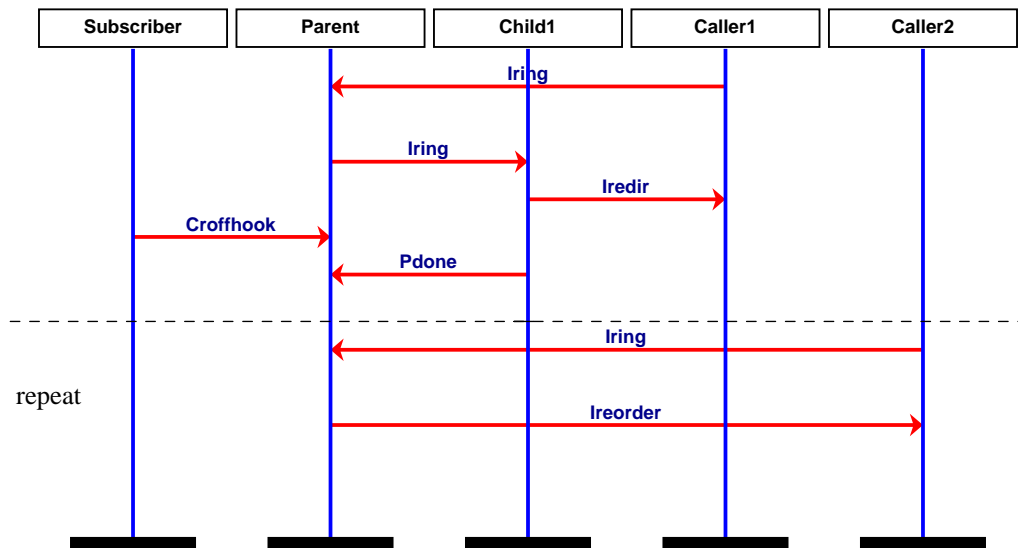 Subscriber Parent Child1 Caller1 Caller2
Iring
Iring
Iredir
Croffhook
Pdone
Iring
repeat
Ireorder